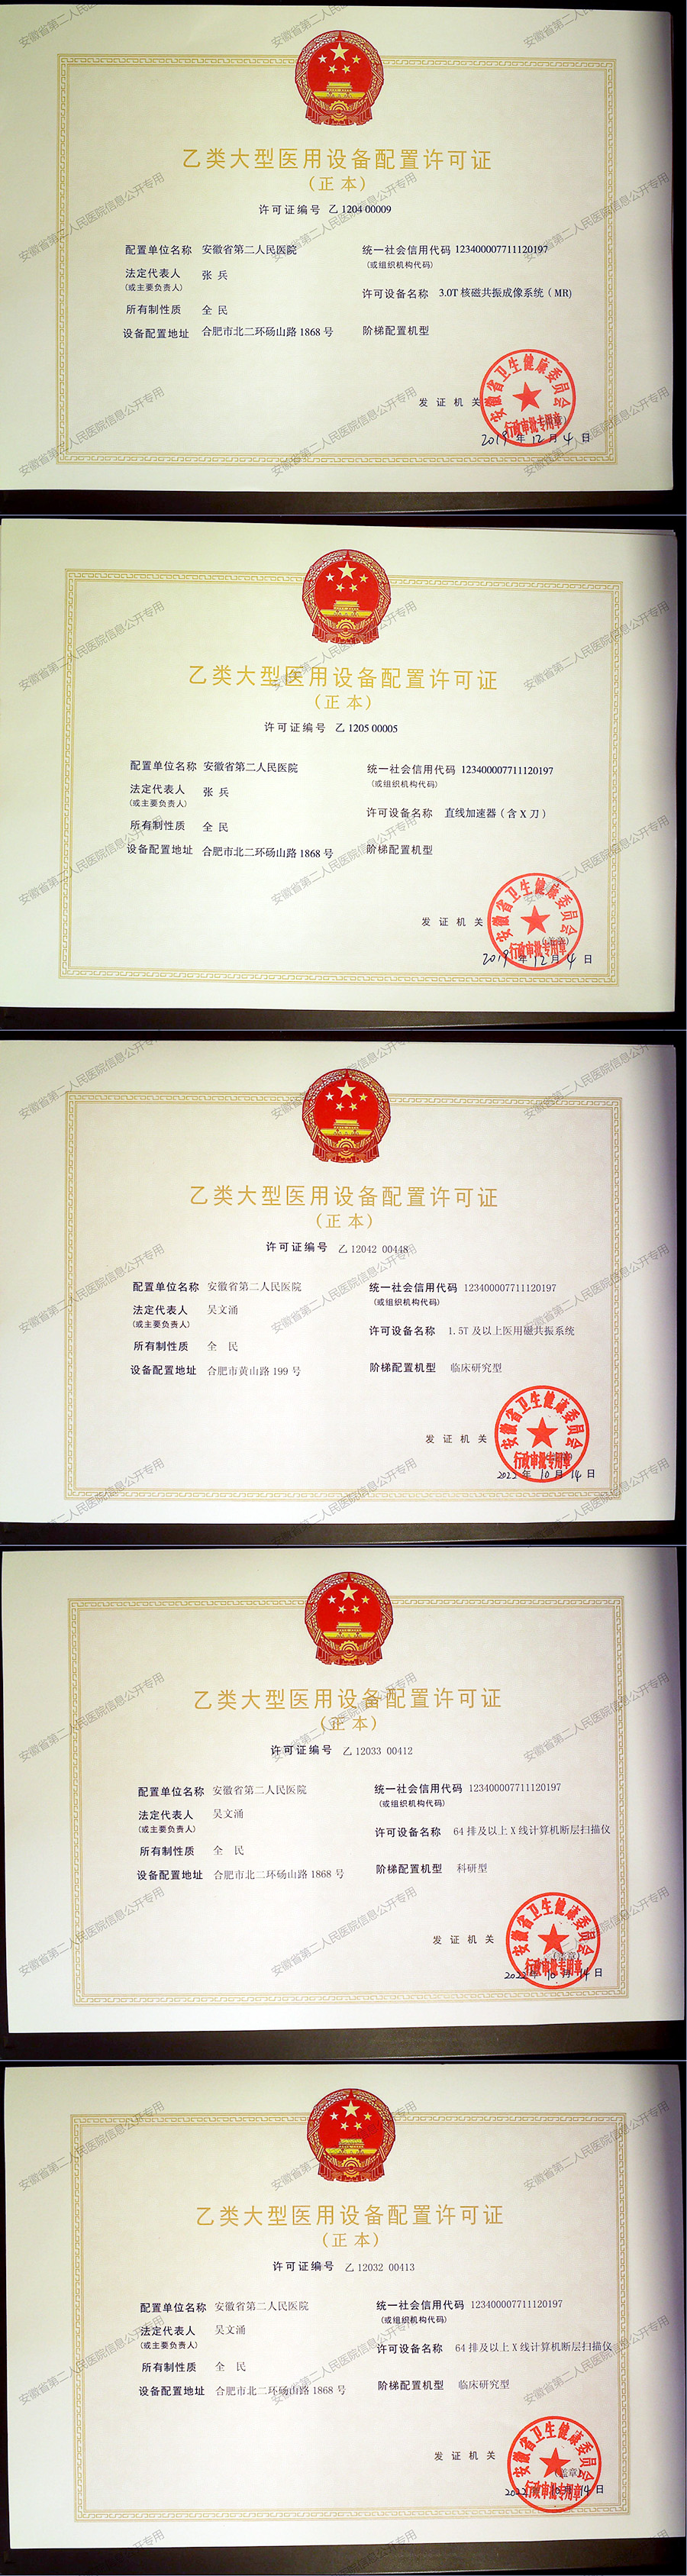 乙类大型医用设备配置许可证
(正本)
许可证编号 乙 1204 00009
配置单位名称 安徽省第二人民医院 统一社会信用代码 123400007711120197
(或组织机构代码)
法定代表人 张 兵
(或主要负责人)
许可设备名称 3.0T 核磁共振成像系统(MR)
所有制性质 全 民
设备配置地址 合肥市北二环砀山路 1868 号 阶梯配置机型
发证机关
安徽省卫生健康委员会
行政审批专用章
2019 年 12 月 4 日
乙类大型医用设备配置许可证
(正本)
许可证编号 乙 1205 00005
配置单位名称 安徽省第二人民医院 统一社会信用代码 123400007711120197
(或组织机构代码)
法定代表人 张 兵
(或主要负责人)
许可设备名称 直线加速器(含 X 刀)
所有制性质 全 民
设备配置地址 合肥市北二环砀山路 1868 号 阶梯配置机型
发证机关
安徽省卫生健康委员会
(盖章)
行政审批专用章
2019 年 12 月 4 日
乙类大型医用设备配置许可证
(正本)
许可证编号 乙 12042 00448
配置单位名称 安徽省第二人民医院 统一社会信用代码 123400007711120197
(或组织机构代码)
法定代表人 吴文涌
(或主要负责人)
许可设备名称 1.5T 及以上医用磁共振系统
所有制性质 全 民
设备配置地址 合肥市黄山路 199 号 阶梯配置机型 临床研究型
发证机关
安徽省卫生健康委员会
行政审批专用章
2022 年 10 月 14 日
乙类大型医用设备配置许可证
(正本)
许可证编号 乙 12033 00412
配置单位名称 安徽省第二人民医院 统一社会信用代码 123400007711120197
(或组织机构代码)
法定代表人 吴文涌
(或主要负责人)
许可设备名称 64 排及以上 X 线计算机断层扫描仪
所有制性质 全 民
设备配置地址 合肥市北二环砀山路 1868 号 阶梯配置机型 科研型
发证机关
安徽省卫生健康委员会
(盖章)
行政审批专用章
2022 年 10 月 14 日
乙类大型医用设备配置许可证
(正本)
许可证编号 乙 12032 00413
配置单位名称 安徽省第二人民医院 统一社会信用代码 123400007711120197
(或组织机构代码)
法定代表人 吴文涌
(或主要负责人)
许可设备名称 64 排及以上 X 线计算机断层扫描仪
所有制性质 全 民
设备配置地址 合肥市北二环砀山路 1868 号 阶梯配置机型 临床研究型
发证机关
安徽省卫生健康委员会
(盖章)
行政审批专用章
2022 年 10 月 14 日
安徽省第二人民医院信息公开专用